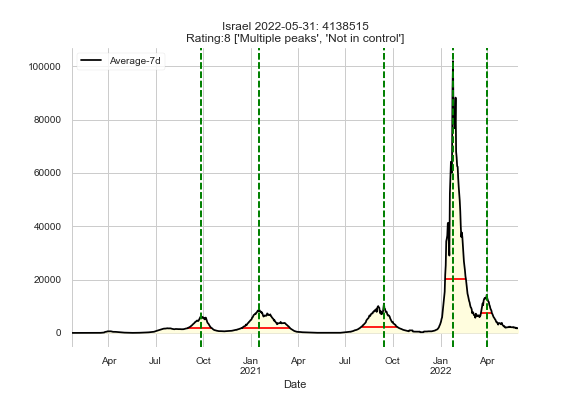 Israel 2022-05-31: 4138515
Rating:8 ['Multiple peaks', 'Not in control']
Average-7d
100000
80000
60000
40000
20000
0
Apr Jul Oct Jan Apr Jul Oct Jan Apr
2021 2022
Date